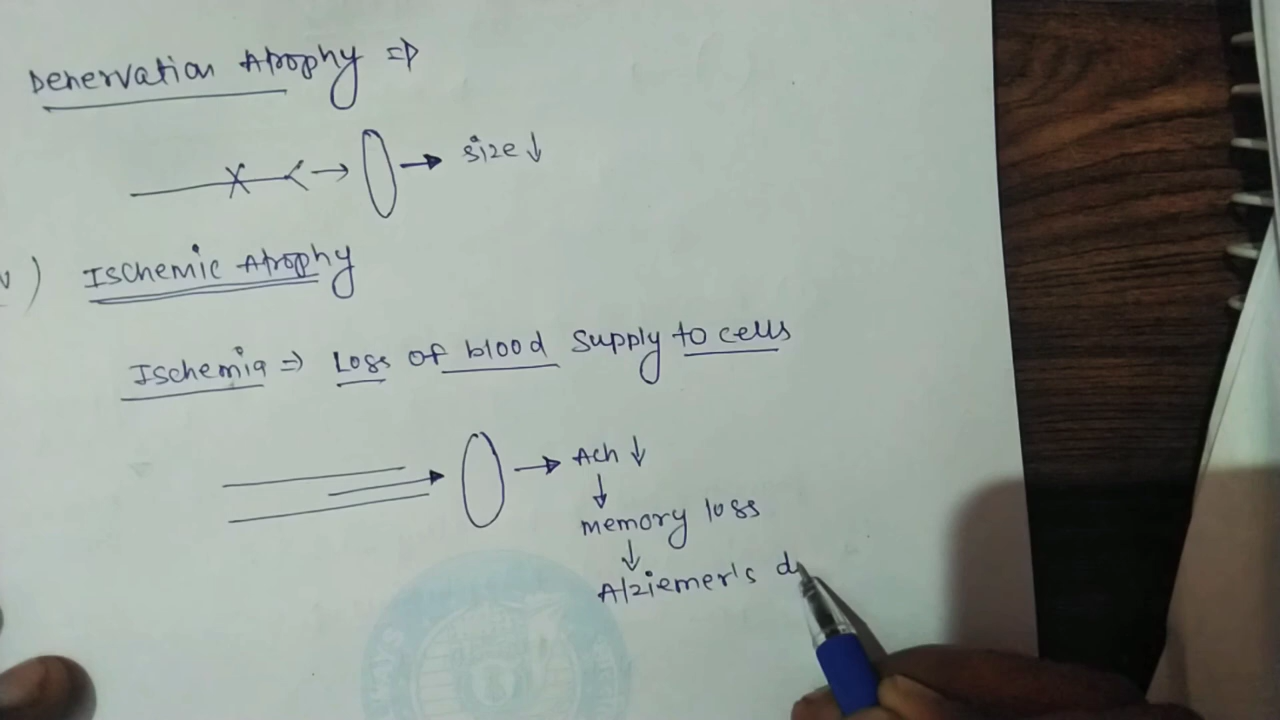 Denervation Atrophy ⇒
size ↓
v) Ischemic Atrophy
Ischemia ⇒ Loss of blood supply to cells
Ach ↓
↓
memory loss
↓
Alziemer's d